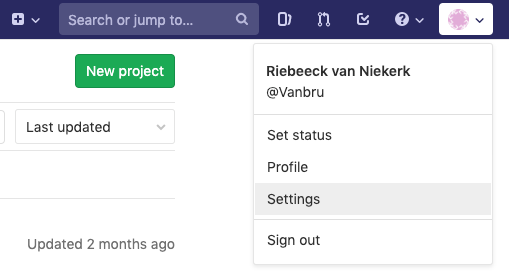 Search or jump to...
New project
Riebeeck van Niekerk
@Vanbru
Last updated
Set status
Profile
Settings
Updated 2 months ago
Sign out